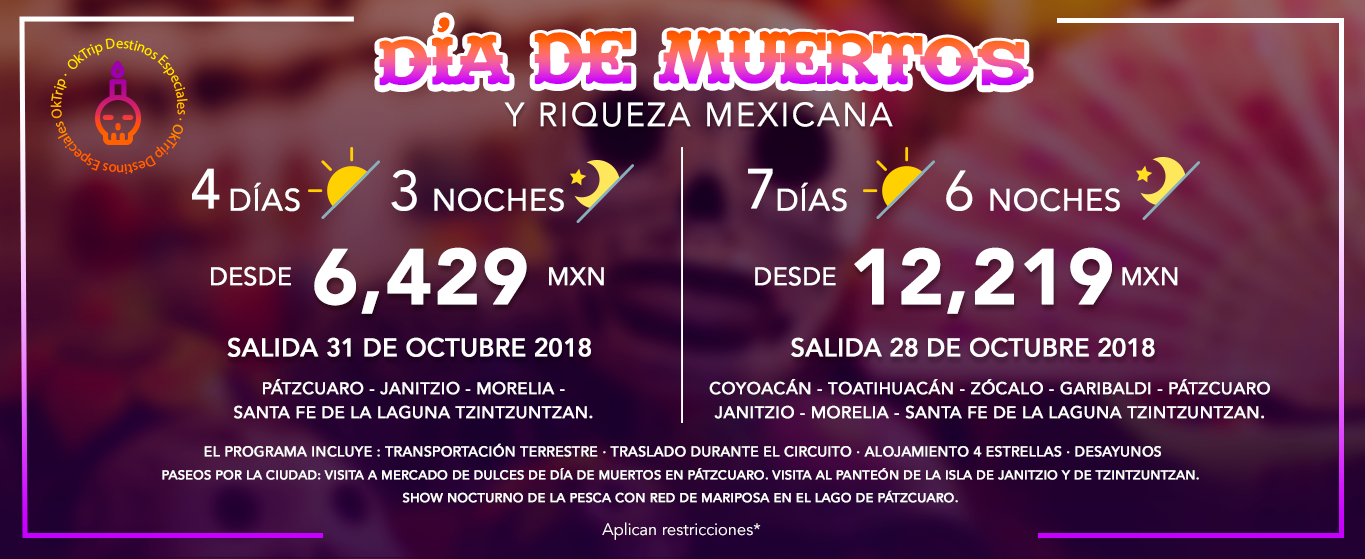 OkTrip Destinos Especiales · OkTrip Destinos Especiales OkTrip ·
DÍA DE MUERTOS
Y RIQUEZA MEXICANA
4 DÍAS 3 NOCHES
DESDE 6,429 MXN
SALIDA 31 DE OCTUBRE 2018
PÁTZCUARO - JANITZIO - MORELIA -
SANTA FE DE LA LAGUNA TZINTZUNTZAN.
7 DÍAS 6 NOCHES
DESDE 12,219 MXN
SALIDA 28 DE OCTUBRE 2018
COYOACÁN - TOATIHUACÁN - ZÓCALO - GARIBALDI - PÁTZCUARO
JANITZIO - MORELIA - SANTA FE DE LA LAGUNA TZINTZUNTZAN.
EL PROGRAMA INCLUYE : TRANSPORTACIÓN TERRESTRE · TRASLADO DURANTE EL CIRCUITO · ALOJAMIENTO 4 ESTRELLAS · DESAYUNOS
PASEOS POR LA CIUDAD: VISITA A MERCADO DE DULCES DE DÍA DE MUERTOS EN PÁTZCUARO. VISITA AL PANTEÓN DE LA ISLA DE JANITZIO Y DE TZINTZUNTZAN.
SHOW NOCTURNO DE LA PESCA CON RED DE MARIPOSA EN EL LAGO DE PÁTZCUARO.
Aplican restricciones*